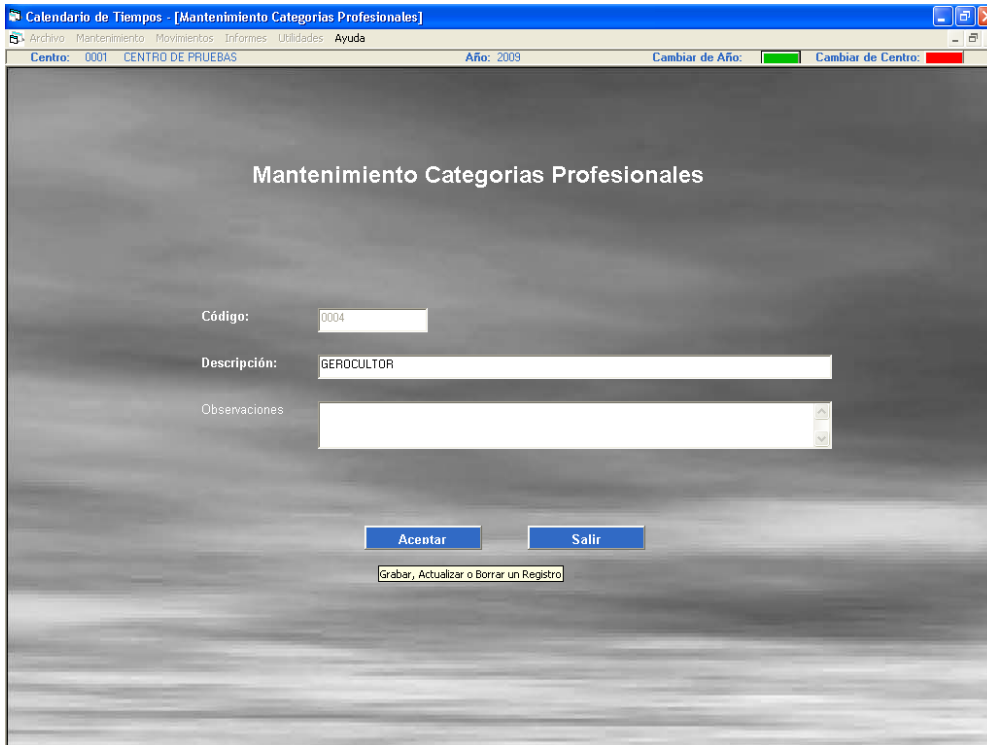 Calendario de Tiempos - [Mantenimiento Categorias Profesionales]
Archivo Mantenimiento Movimientos Informes Utilidades Ayuda
Centro: 0001 CENTRO DE PRUEBAS Año: 2009 Cambiar de Año: Cambiar de Centro:
Mantenimiento Categorias Profesionales
Código: 0004
Descripción: GEROCULTOR
Observaciones
Aceptar Salir
Grabar, Actualizar o Borrar un Registro